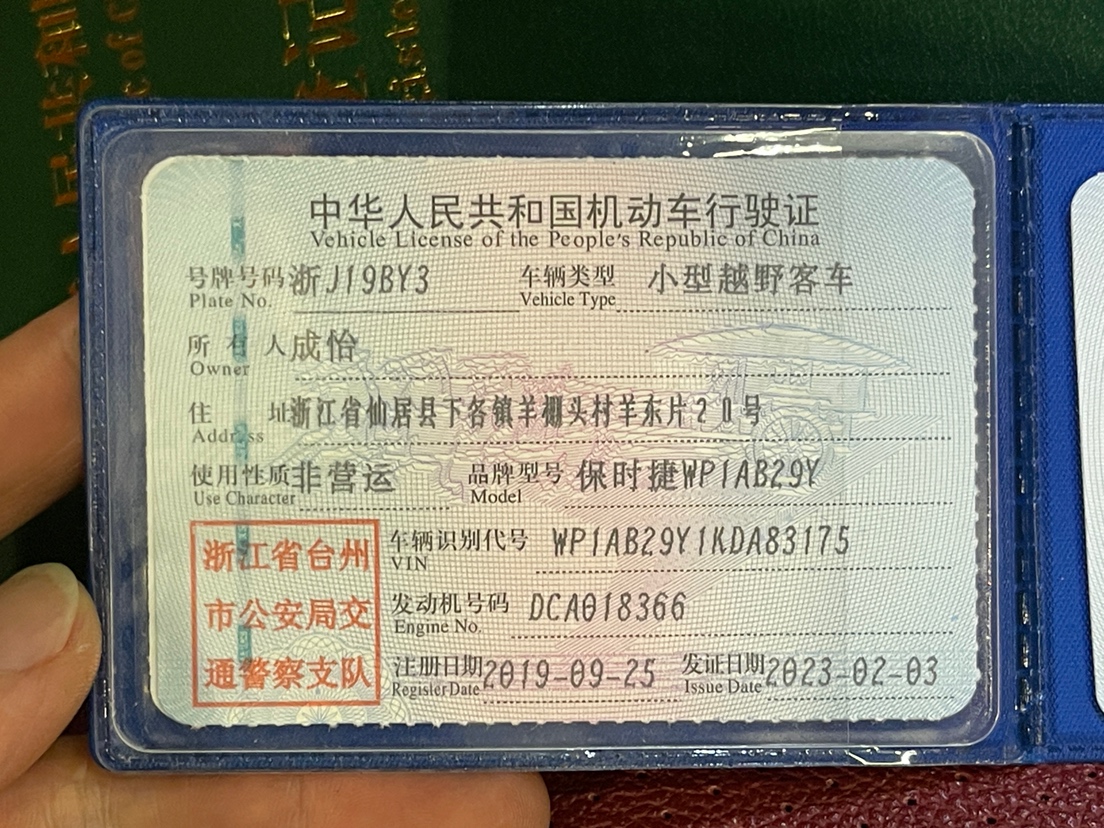 中华人民共和国机动车行驶证
Vehicle License of the People's Republic of China
号牌号码 浙J19BY3 车辆类型 小型越野客车
Plate No. Vehicle Type
所有人 成怡
Owner
住址 浙江省仙居县下各镇羊棚头村羊东片20号
Address
使用性质 非营运 品牌型号 保时捷WP1AB29Y
Use Character Model
浙江省台州
市公安局交
通警察支队
车辆识别代号 WP1AB29Y1KDA83175
VIN
发动机号码 DCA018366
Engine No.
注册日期 2019-09-25 发证日期 2023-02-03
Register Date Issue Date